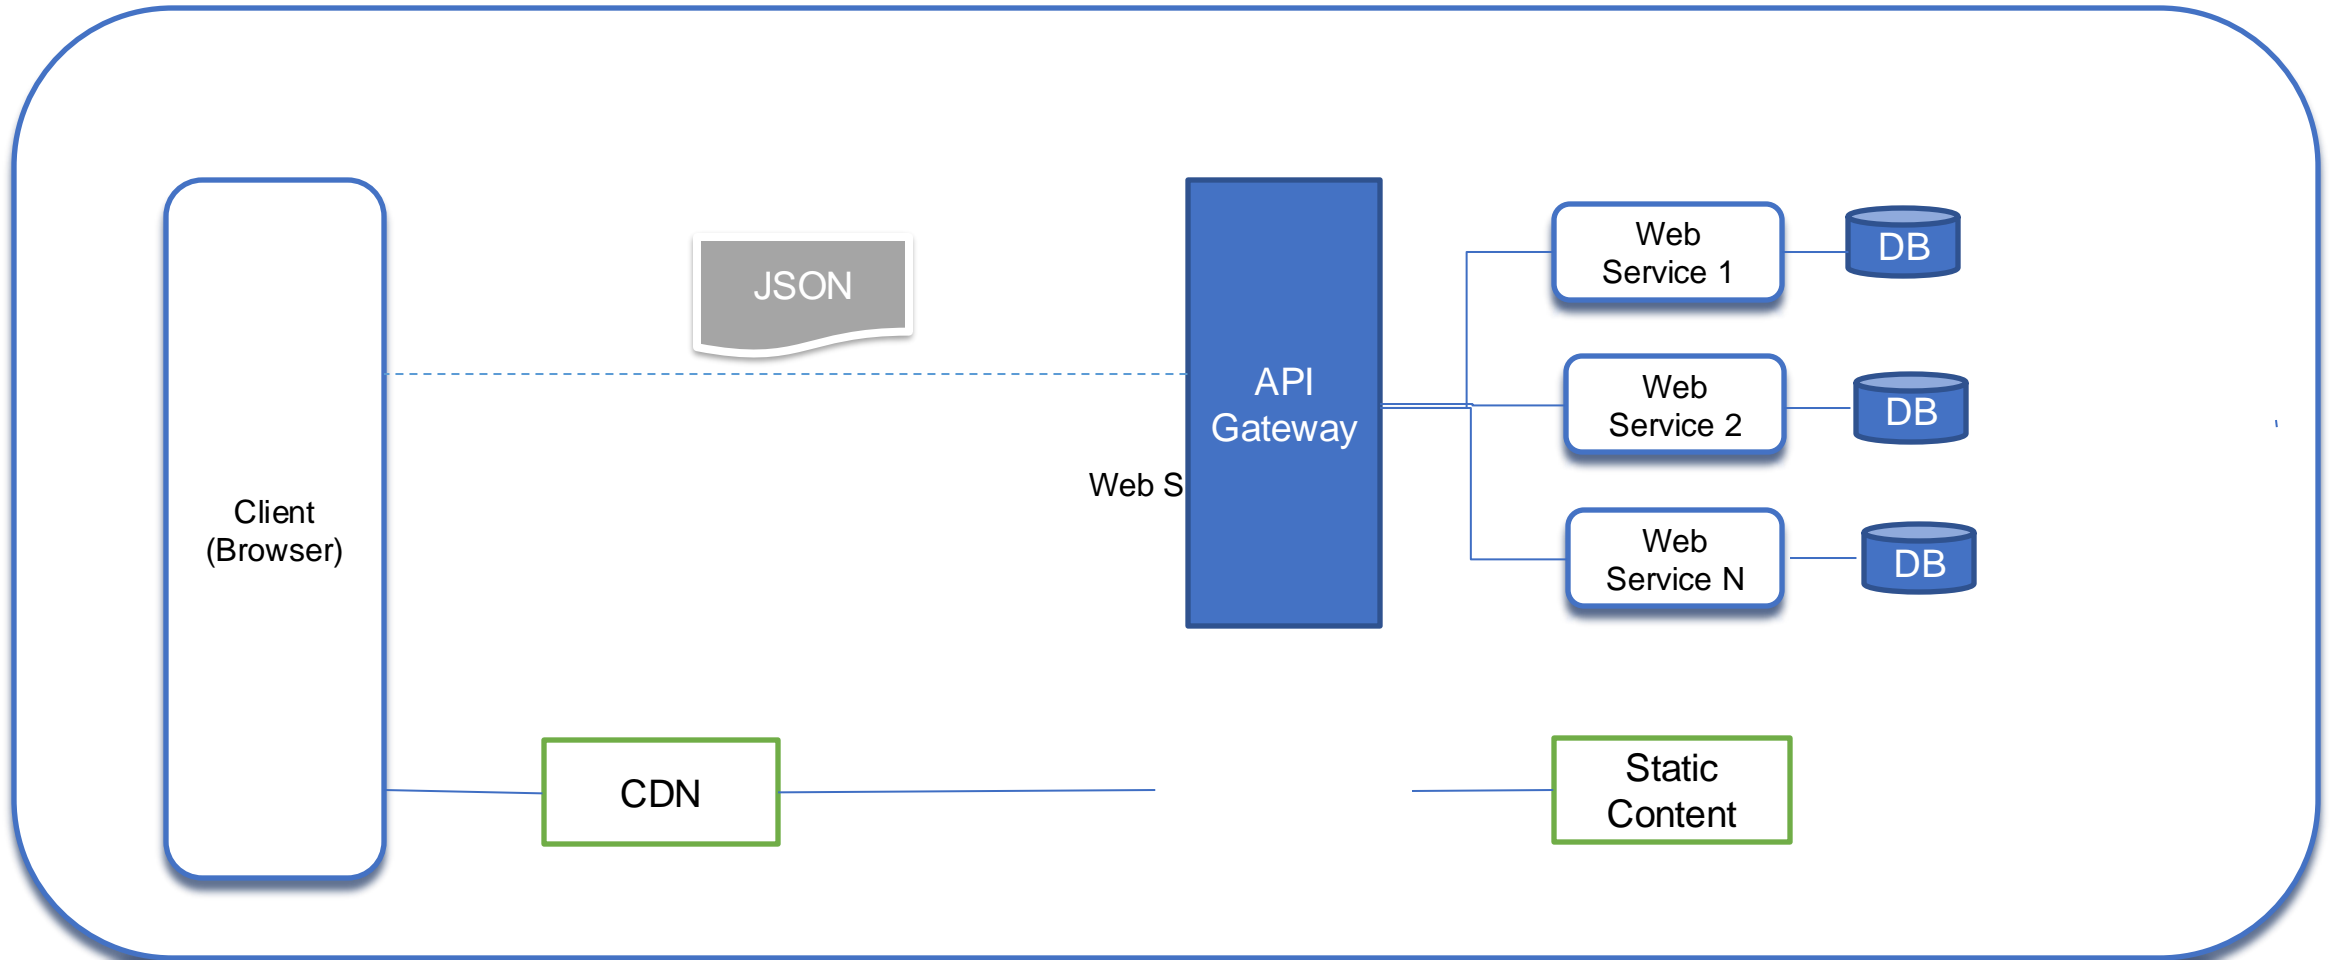 JSON
Client
(Browser)
API
Gateway
Web S
Web
Service 1
DB
Web
Service 2
DB
Web
Service N
DB
CDN
Static
Content